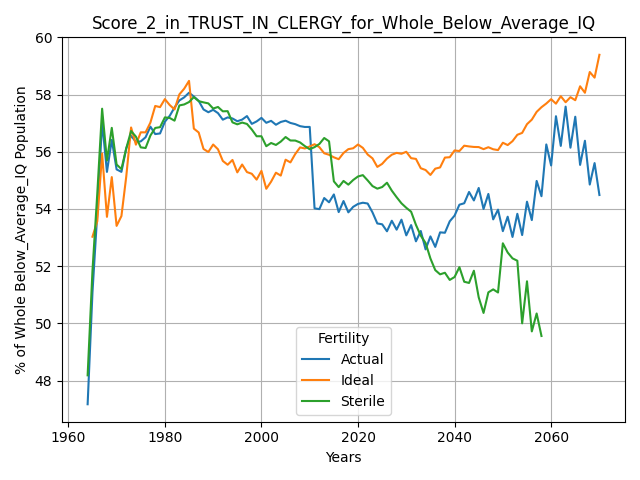 Score_2_in_TRUST_IN_CLERGY_for_Whole_Below_Average_IQ
% of Whole Below_Average_IQ Population
60
58
56
54
52
50
48
Fertility
Actual
Ideal
Sterile
1960 1980 2000 2020 2040 2060
Years